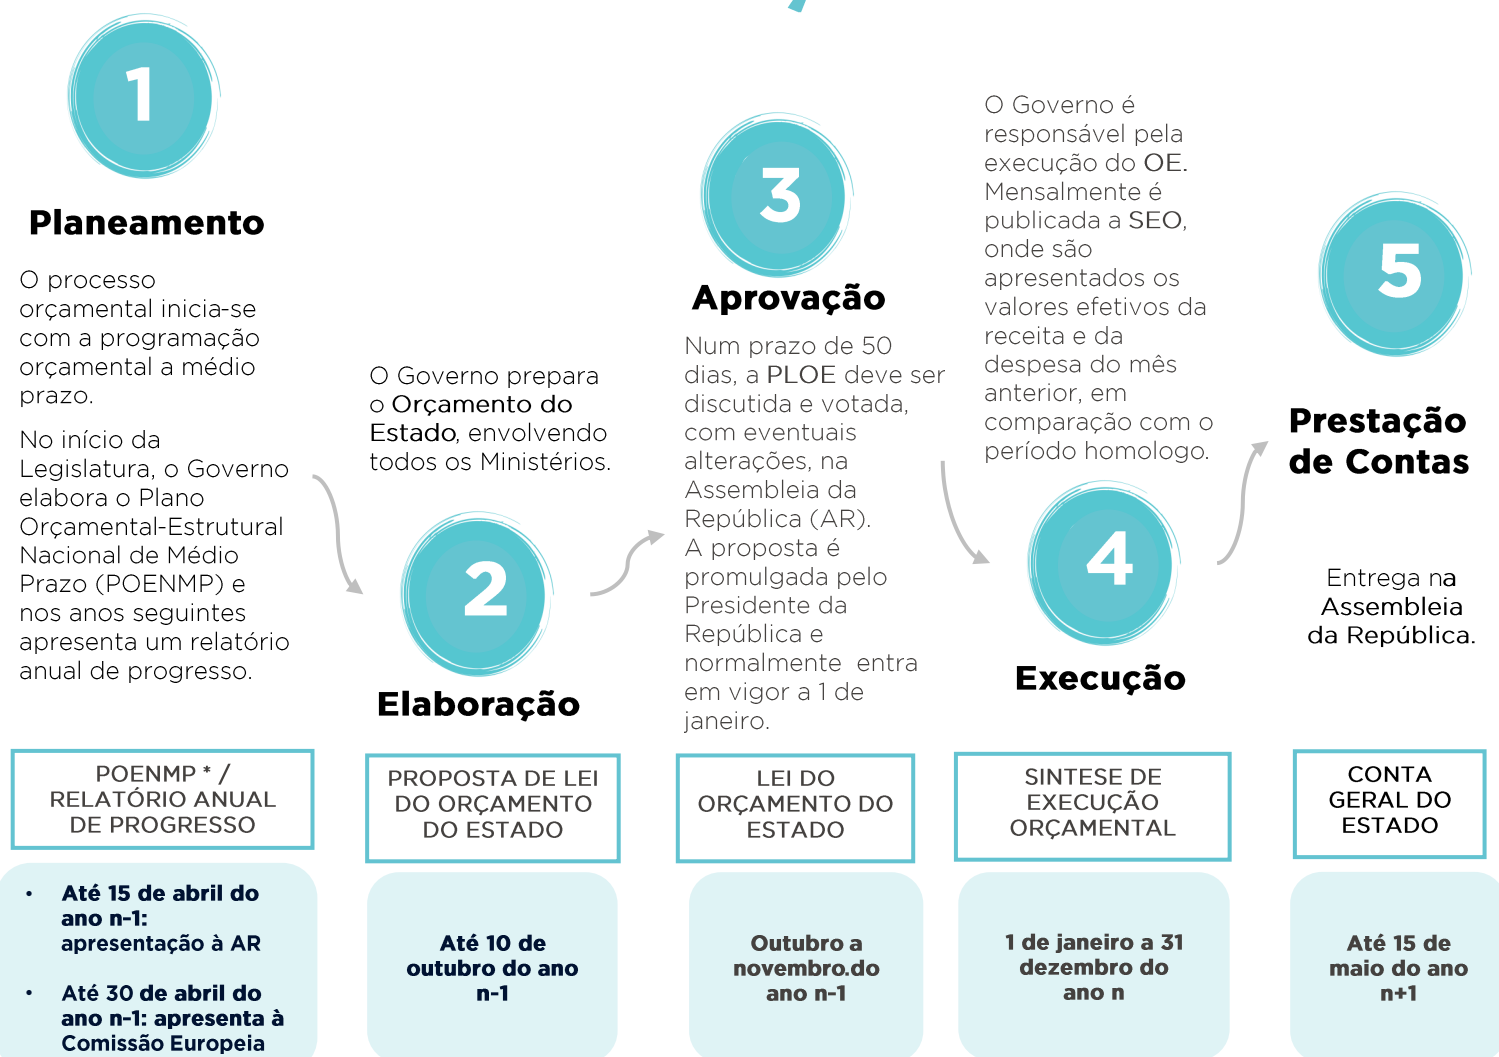 1
Planeamento
O processo
orçamental inicia-se
com a programação
orçamental a médio
prazo.
No início da
Legislatura, o Governo
elabora o Plano
Orçamental-Estrutural
Nacional de Médio
Prazo (POENMP) e
nos anos seguintes
apresenta um relatório
anual de progresso.
POENMP * /
RELATÓRIO ANUAL
DE PROGRESSO
• Até 15 de abril do
ano n-1:
apresentação à AR
• Até 30 de abril do
ano n-1: apresenta à
Comissão Europeia
O Governo prepara
o Orçamento do
Estado, envolvendo
todos os Ministérios.
2
Elaboração
PROPOSTA DE LEI
DO ORÇAMENTO
DO ESTADO
Até 10 de
outubro do ano
n-1
3
Aprovação
Num prazo de 50
dias, a PLOE deve ser
discutida e votada,
com eventuais
alterações, na
Assembleia da
República (AR).
A proposta é
promulgada pelo
Presidente da
República e
normalmente entra
em vigor a 1 de
janeiro.
LEI DO
ORÇAMENTO DO
ESTADO
Outubro a
novembro.do
ano n-1
O Governo é
responsável pela
execução do OE.
Mensalmente é
publicada a SEO,
onde são
apresentados os
valores efetivos da
receita e da
despesa do mês
anterior, em
comparação com o
período homologo.
4
Execução
SINTESE DE
EXECUÇÃO
ORÇAMENTAL
1 de janeiro a 31
dezembro do
ano n
5
Prestação
de Contas
Entrega na
Assembleia
da República.
CONTA
GERAL DO
ESTADO
Até 15 de
maio do ano
n+1